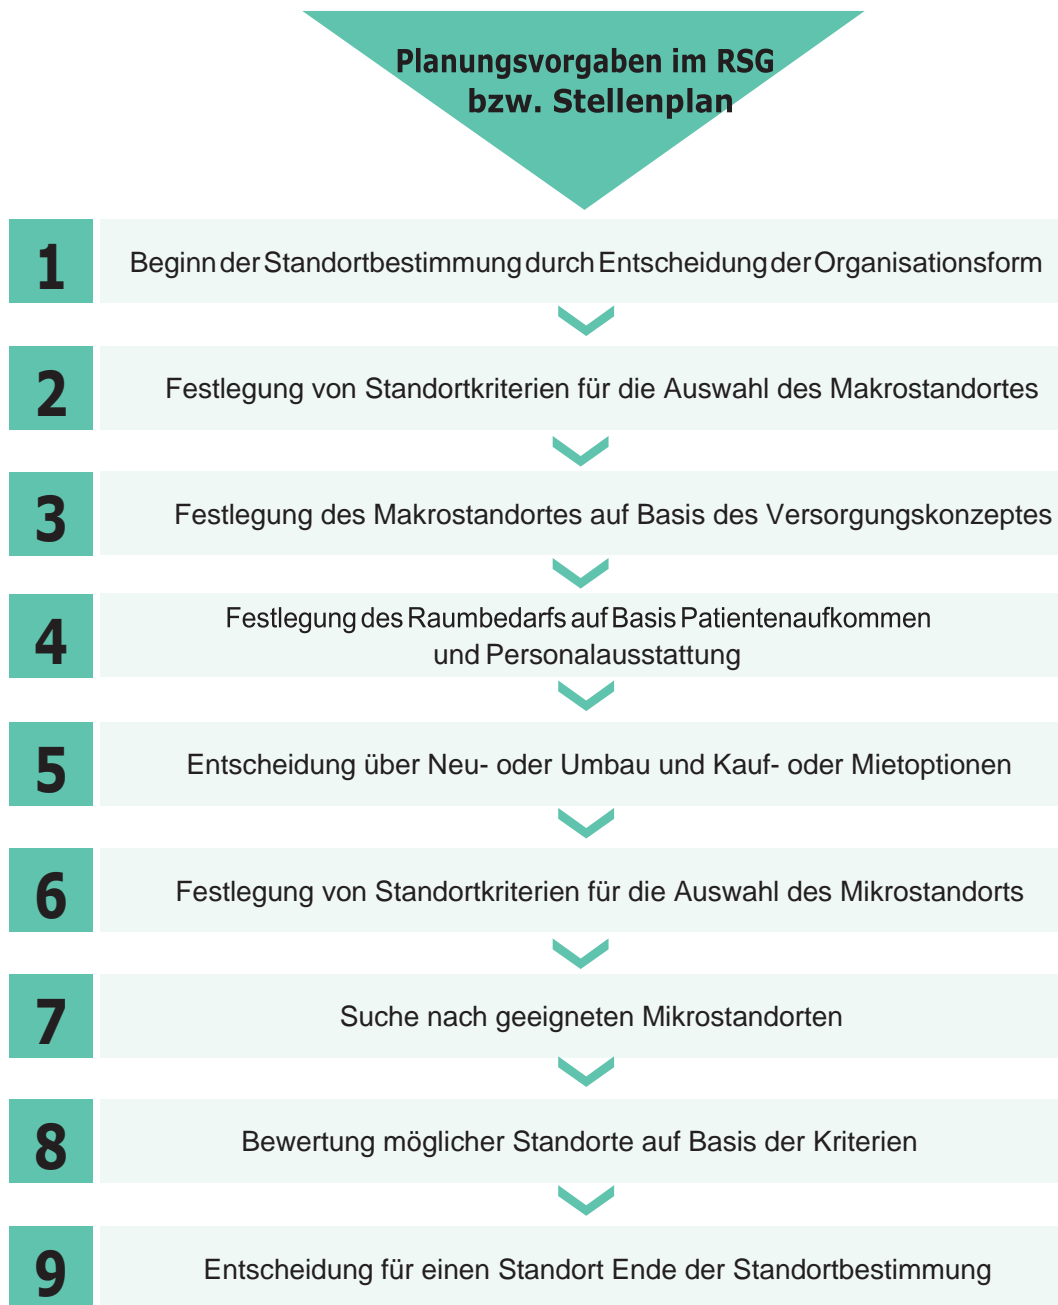 Planungsvorgaben im RSG
bzw. Stellenplan
1
Beginn der Standortbestimmung durch Entscheidung der Organisationsform
2
Festlegung von Standortkriterien für die Auswahl des Makrostandortes
3
Festlegung des Makrostandortes auf Basis des Versorgungskonzeptes
4
Festlegung des Raumbedarfs auf Basis Patientenaufkommen
und Personalausstattung
5
Entscheidung über Neu- oder Umbau und Kauf- oder Mietoptionen
6
Festlegung von Standortkriterien für die Auswahl des Mikrostandorts
7
Suche nach geeigneten Mikrostandorten
8
Bewertung möglicher Standorte auf Basis der Kriterien
9
Entscheidung für einen Standort Ende der Standortbestimmung